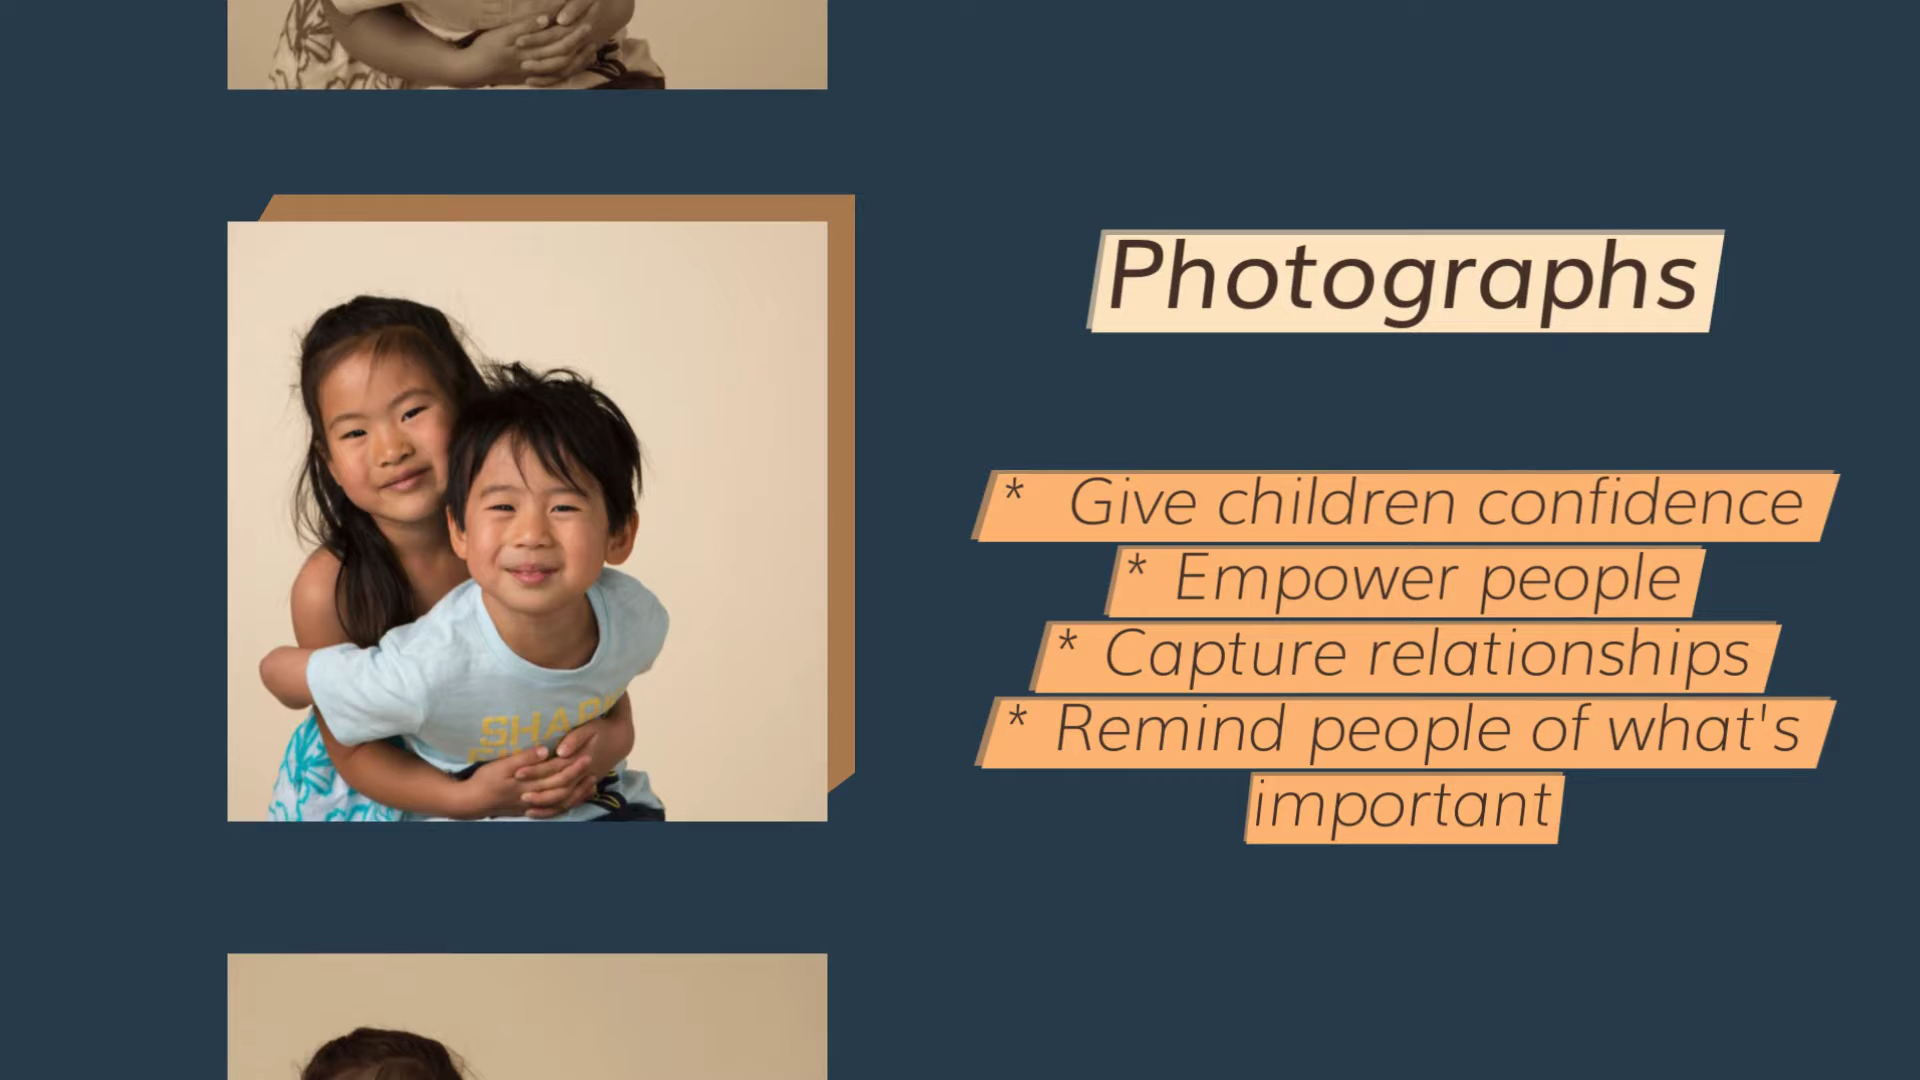 Photographs
* Give children confidence
* Empower people
* Capture relationships
* Remind people of what's
important